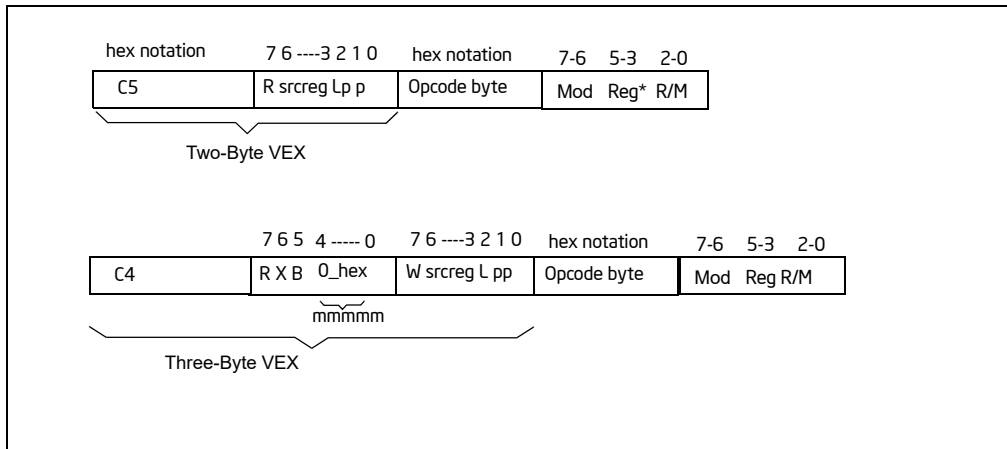 hex notation 7 6 ----3 2 1 0 hex notation 7-6 5-3 2-0
C5 R srcreg Lp p Opcode byte Mod Reg* R/M
Two-Byte VEX
7 6 5 4 ----- 0 7 6 ----3 2 1 0 hex notation 7-6 5-3 2-0
C4 R X B 0_hex W srcreg L pp Opcode byte Mod Reg R/M
mmmmm
Three-Byte VEX